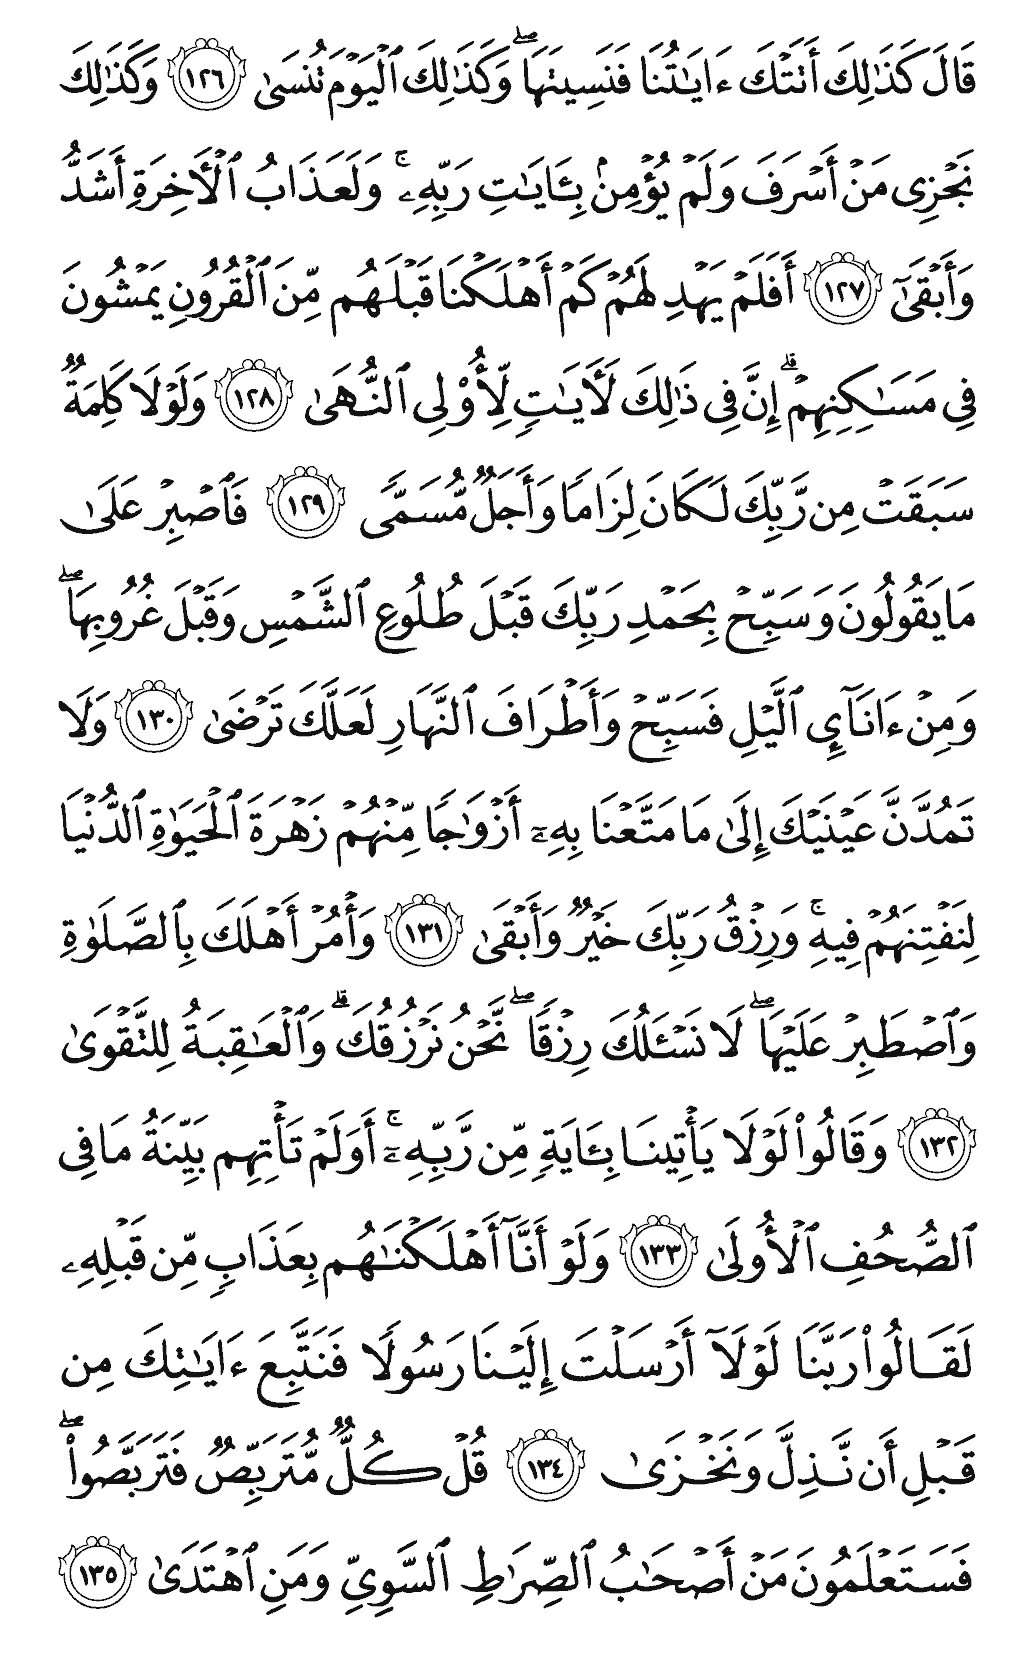 قَالَ كَذَٰلِكَ أَتَتْكَ ءَايَـٰتُنَا فَنَسِيتَهَا ۖ وَكَذَٰلِكَ ٱلْيَوْمَ تُنسَىٰ ١٢٦ وَكَذَٰلِكَ
نَجْزِى مَنْ أَسْرَفَ وَلَمْ يُؤْمِنۢ بِـَٔايَـٰتِ رَبِّهِۦ ۚ وَلَعَذَابُ ٱلْـَٔاخِرَةِ أَشَدُّ
وَأَبْقَىٰٓ ١٢٧ أَفَلَمْ يَهْدِ لَهُمْ كَمْ أَهْلَكْنَا قَبْلَهُم مِّنَ ٱلْقُرُونِ يَمْشُونَ
فِى مَسَـٰكِنِهِمْ ۗ إِنَّ فِى ذَٰلِكَ لَـَٔايَـٰتٍ لِّأُو۟لِى ٱلنُّهَىٰ ١٢٨ وَلَوْلَا كَلِمَةٌ
سَبَقَتْ مِن رَّبِّكَ لَكَانَ لِزَامًا وَأَجَلٌ مُّسَمًّى ١٢٩ فَٱصْبِرْ عَلَىٰ
مَا يَقُولُونَ وَسَبِّحْ بِحَمْدِ رَبِّكَ قَبْلَ طُلُوعِ ٱلشَّمْسِ وَقَبْلَ غُرُوبِهَا ۖ
وَمِنْ ءَانَآئِ ٱلَّيْلِ فَسَبِّحْ وَأَطْرَافَ ٱلنَّهَارِ لَعَلَّكَ تَرْضَىٰ ١٣٠ وَلَا
تَمُدَّنَّ عَيْنَيْكَ إِلَىٰ مَا مَتَّعْنَا بِهِۦٓ أَزْوَٰجًا مِّنْهُمْ زَهْرَةَ ٱلْحَيَوٰةِ ٱلدُّنْيَا
لِنَفْتِنَهُمْ فِيهِ ۚ وَرِزْقُ رَبِّكَ خَيْرٌ وَأَبْقَىٰ ١٣١ وَأْمُرْ أَهْلَكَ بِٱلصَّلَوٰةِ
وَٱصْطَبِرْ عَلَيْهَا ۖ لَا نَسْـَٔلُكَ رِزْقًا ۖ نَّحْنُ نَرْزُقُكَ ۗ وَٱلْعَـٰقِبَةُ لِلتَّقْوَىٰ
١٣٢ وَقَالُوا۟ لَوْلَا يَأْتِينَا بِـَٔايَةٍ مِّن رَّبِّهِۦٓ ۚ أَوَلَمْ تَأْتِهِم بَيِّنَةُ مَا فِى
ٱلصُّحُفِ ٱلْأُولَىٰ ١٣٣ وَلَوْ أَنَّآ أَهْلَكْنَـٰهُم بِعَذَابٍ مِّن قَبْلِهِۦ
لَقَالُوا۟ رَبَّنَا لَوْلَآ أَرْسَلْتَ إِلَيْنَا رَسُولًا فَنَتَّبِعَ ءَايَـٰتِكَ مِن
قَبْلِ أَن نَّذِلَّ وَنَخْزَىٰ ١٣٤ قُلْ كُلٌّ مُّتَرَبِّصٌ فَتَرَبَّصُوا۟ ۖ
فَسَتَعْلَمُونَ مَنْ أَصْحَـٰبُ ٱلصِّرَٰطِ ٱلسَّوِىِّ وَمَنِ ٱهْتَدَىٰ ١٣٥